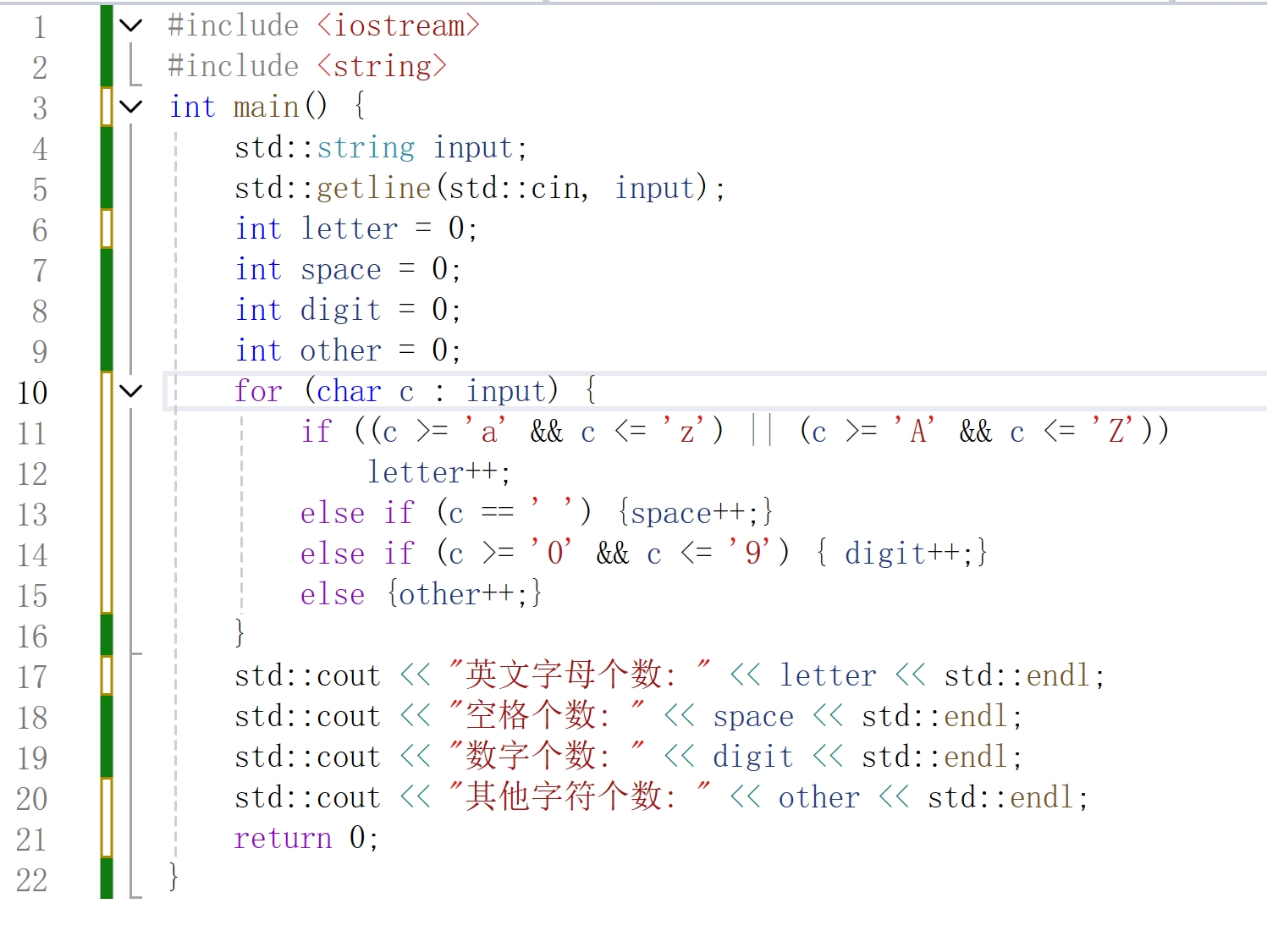 1 #include <iostream>
2 #include <string>
3 int main() {
4     std::string input;
5     std::getline(std::cin, input);
6     int letter = 0;
7     int space = 0;
8     int digit = 0;
9     int other = 0;
10     for (char c : input) {
11         if ((c >= 'a' && c <= 'z') || (c >= 'A' && c <= 'Z'))
12             letter++;
13         else if (c == ' ') {space++;}
14         else if (c >= '0' && c <= '9') { digit++;}
15         else {other++;}
16     }
17     std::cout << "英文字母个数: " << letter << std::endl;
18     std::cout << "空格个数: " << space << std::endl;
19     std::cout << "数字个数: " << digit << std::endl;
20     std::cout << "其他字符个数: " << other << std::endl;
21     return 0;
22 }